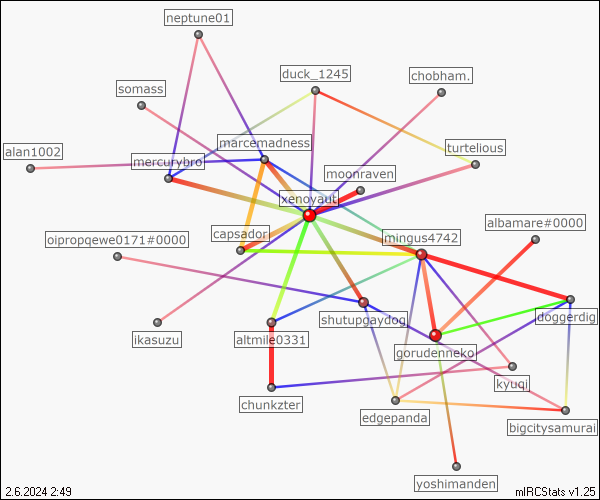 neptune01
duck_1245
chobham.
somass
marcemadness
turtelious
alan1002
mercurybro
moonraven
xenoyaut
albamare#0000
capsador
mingus4742
oipropqewe0171#0000
shutupgaydog
doggerdig
ikasuzu
altmile0331
gorudenneko
kyuqi
chunkzter
edgepanda
bigcitysamurai
yoshimanden
2.6.2024 2:49
mIRCStats v1.25